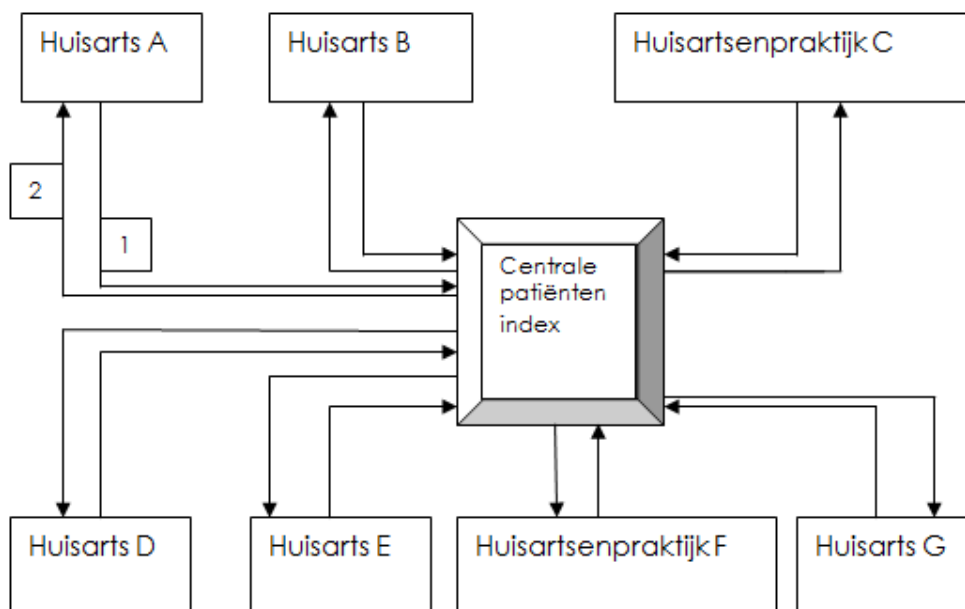 Huisarts A
Huisarts B
Huisartsenpraktijk C
2
1
Centrale
patiënten
index
Huisarts D
Huisarts E
Huisartsenpraktijk F
Huisarts G